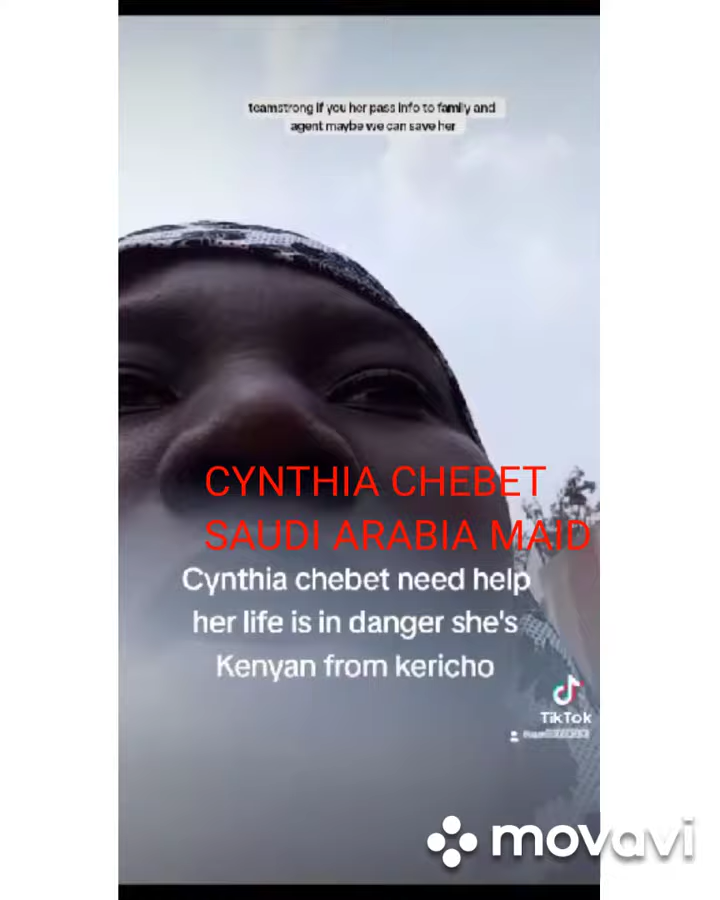 teamstrong if you her pass info to family and
agent maybe we can save her
CYNTHIA CHEBET
SAUDI ARABIA MAID
Cynthia chebet need help
her life is in danger she's
Kenyan from kericho
TikTok
movavi